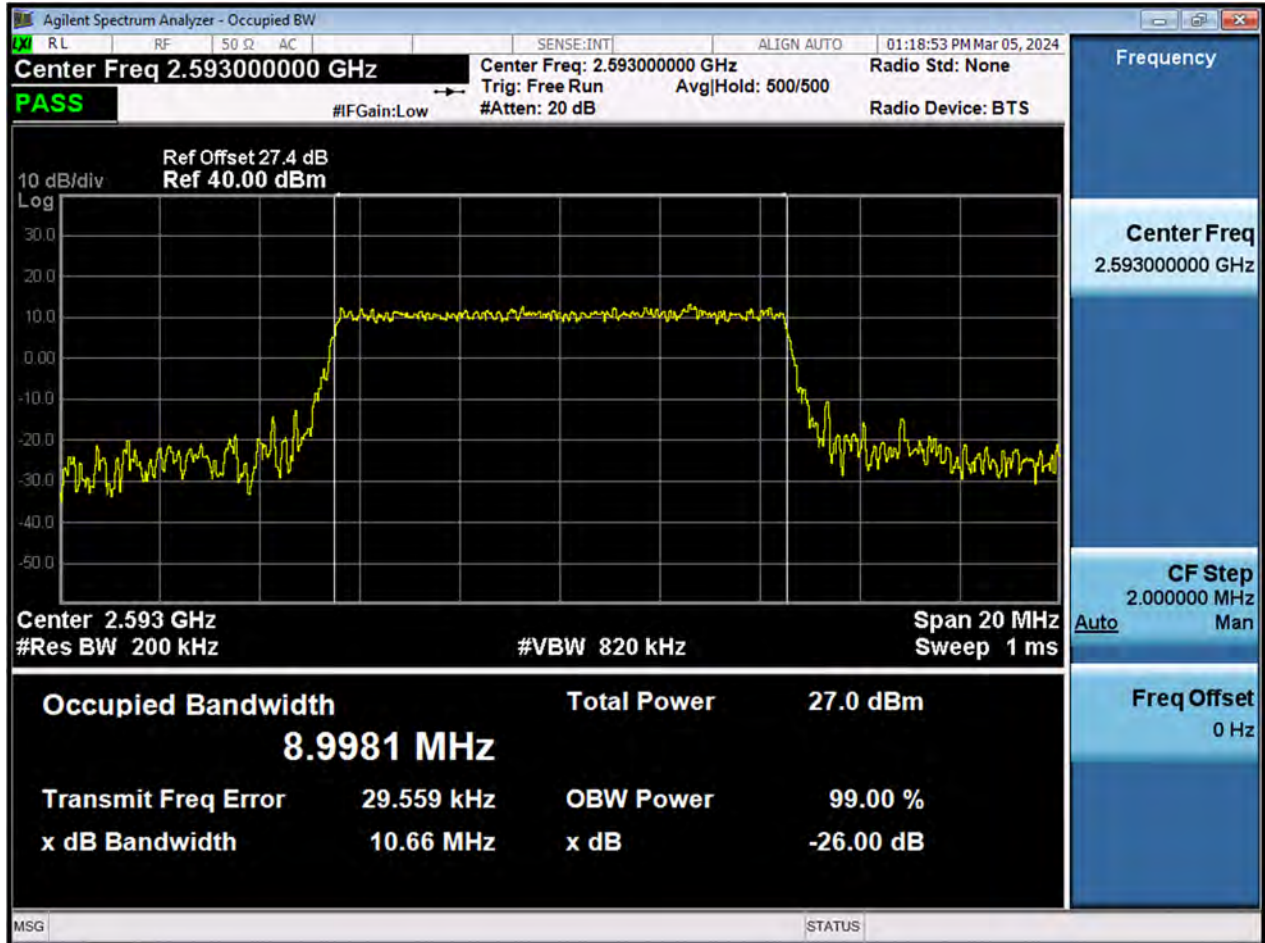 Agilent Spectrum Analyzer - Occupied BW
LXI RL RF 50 Ω AC SENSE:INT ALIGN AUTO 01:18:53 PM Mar 05, 2024
Center Freq 2.593000000 GHz
Center Freq: 2.593000000 GHz Radio Std: None
Trig: Free Run Avg|Hold: 500/500
PASS
#IFGain:Low #Atten: 20 dB Radio Device: BTS
Ref Offset 27.4 dB
10 dB/div Ref 40.00 dBm
Log
30.0
20.0
10.0
0.00
-10.0
-20.0
-30.0
-40.0
-50.0
Center 2.593 GHz Span 20 MHz
#Res BW 200 kHz #VBW 820 kHz Sweep 1 ms
Occupied Bandwidth Total Power 27.0 dBm
8.9981 MHz
Transmit Freq Error 29.559 kHz OBW Power 99.00 %
x dB Bandwidth 10.66 MHz x dB -26.00 dB
MSG STATUS
Frequency
Center Freq
2.593000000 GHz
CF Step
2.000000 MHz
Auto Man
Freq Offset
0 Hz